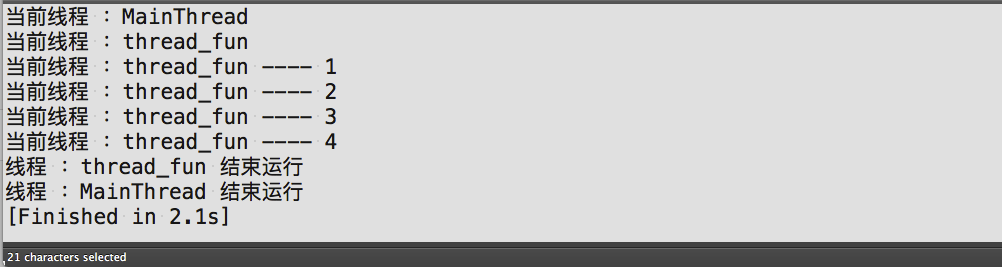 当前线程 : MainThread
当前线程 : thread_fun
当前线程 : thread_fun ---- 1
当前线程 : thread_fun ---- 2
当前线程 : thread_fun ---- 3
当前线程 : thread_fun ---- 4
线程 : thread_fun 结束运行
线程 : MainThread 结束运行
[Finished in 2.1s]
21 characters selected